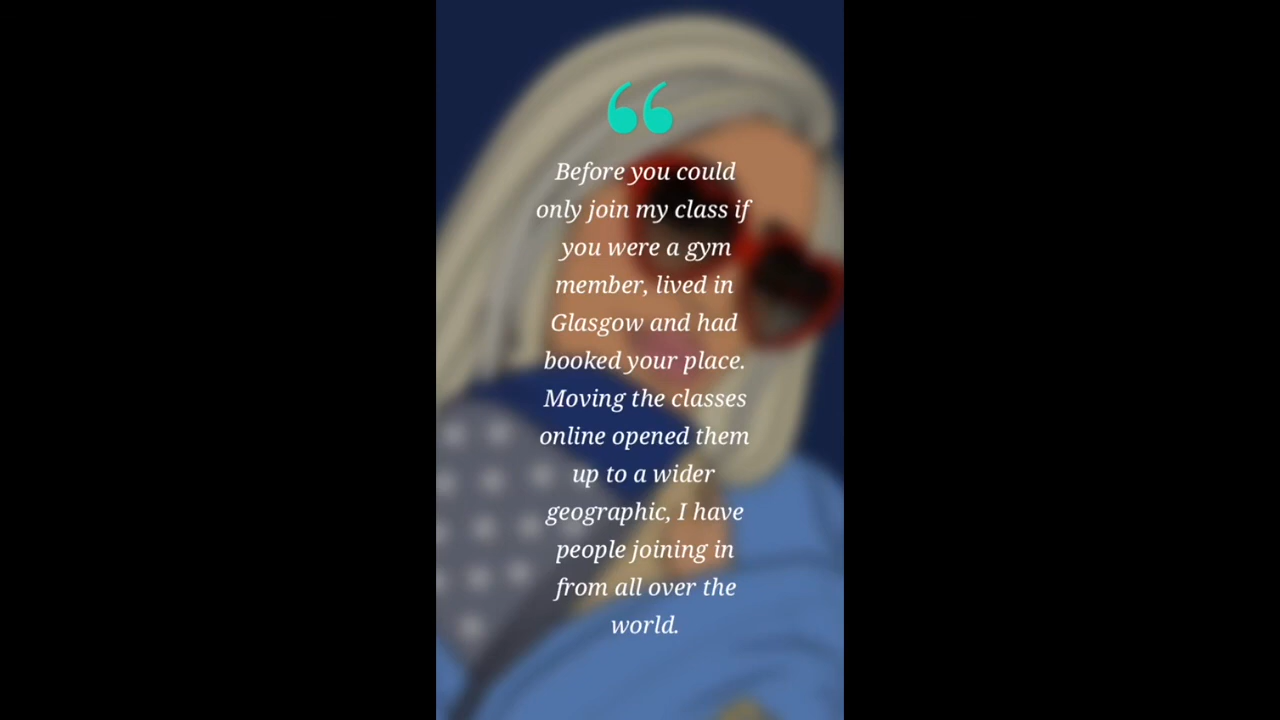 “
Before you could
only join my class if
you were a gym
member, lived in
Glasgow and had
booked your place.
Moving the classes
online opened them
up to a wider
geographic, I have
people joining in
from all over the
world.